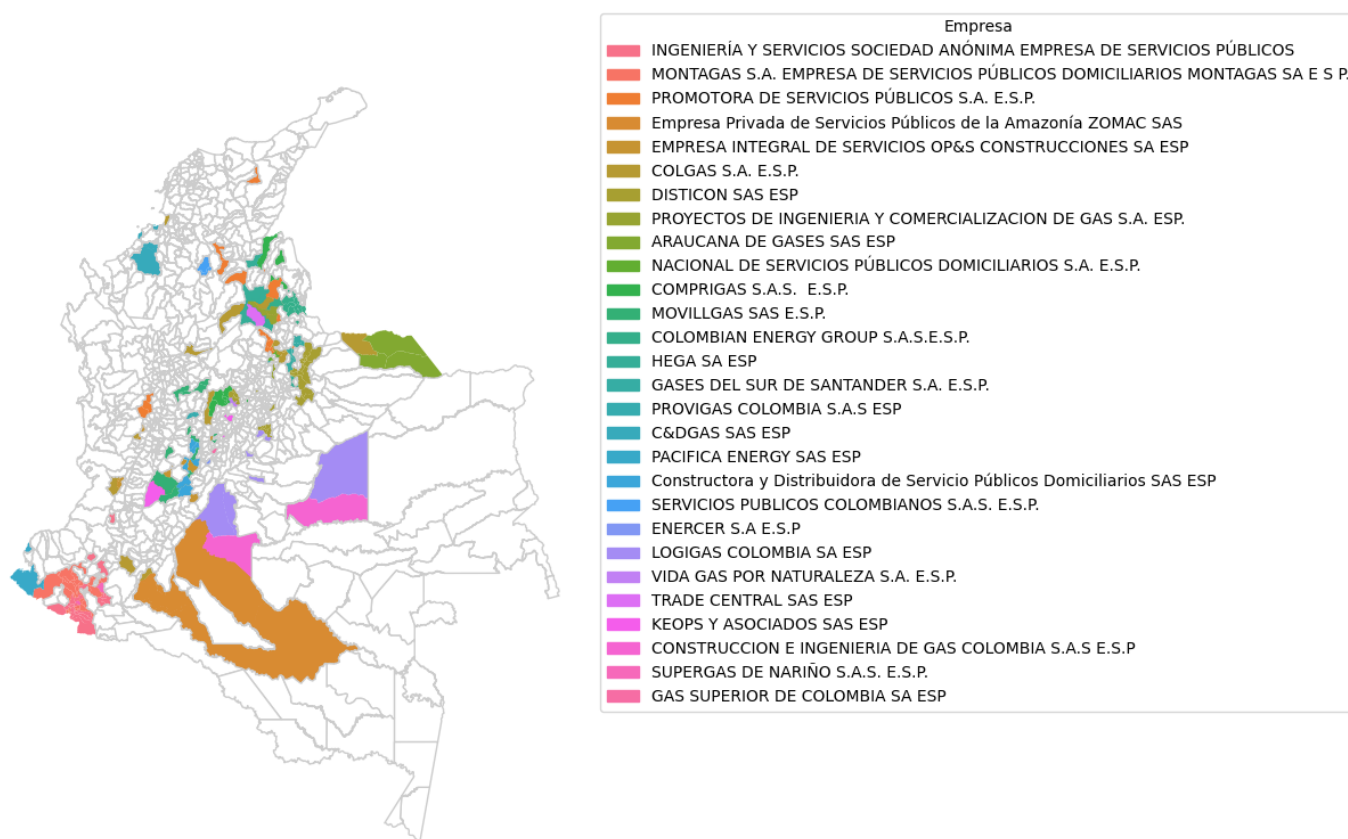 Empresa
INGENIERÍA Y SERVICIOS SOCIEDAD ANÓNIMA EMPRESA DE SERVICIOS PÚBLICOS
MONTAGAS S.A. EMPRESA DE SERVICIOS PÚBLICOS DOMICILIARIOS MONTAGAS SA E S P.
PROMOTORA DE SERVICIOS PÚBLICOS S.A. E.S.P.
Empresa Privada de Servicios Públicos de la Amazonía ZOMAC SAS
EMPRESA INTEGRAL DE SERVICIOS OP&S CONSTRUCCIONES SA ESP
COLGAS S.A. E.S.P.
DISTICON SAS ESP
PROYECTOS DE INGENIERIA Y COMERCIALIZACION DE GAS S.A. ESP.
ARAUCANA DE GASES SAS ESP
NACIONAL DE SERVICIOS PÚBLICOS DOMICILIARIOS S.A. E.S.P.
COMPRIGAS S.A.S.  E.S.P.
MOVILLGAS SAS E.S.P.
COLOMBIAN ENERGY GROUP S.A.S.E.S.P.
HEGA SA ESP
GASES DEL SUR DE SANTANDER S.A. E.S.P.
PROVIGAS COLOMBIA S.A.S ESP
C&DGAS SAS ESP
PACIFICA ENERGY SAS ESP
Constructora y Distribuidora de Servicio Públicos Domiciliarios SAS ESP
SERVICIOS PUBLICOS COLOMBIANOS S.A.S. E.S.P.
ENERCER S.A E.S.P
LOGIGAS COLOMBIA SA ESP
VIDA GAS POR NATURALEZA S.A. E.S.P.
TRADE CENTRAL SAS ESP
KEOPS Y ASOCIADOS SAS ESP
CONSTRUCCION E INGENIERIA DE GAS COLOMBIA S.A.S E.S.P
SUPERGAS DE NARIÑO S.A.S. E.S.P.
GAS SUPERIOR DE COLOMBIA SA ESP